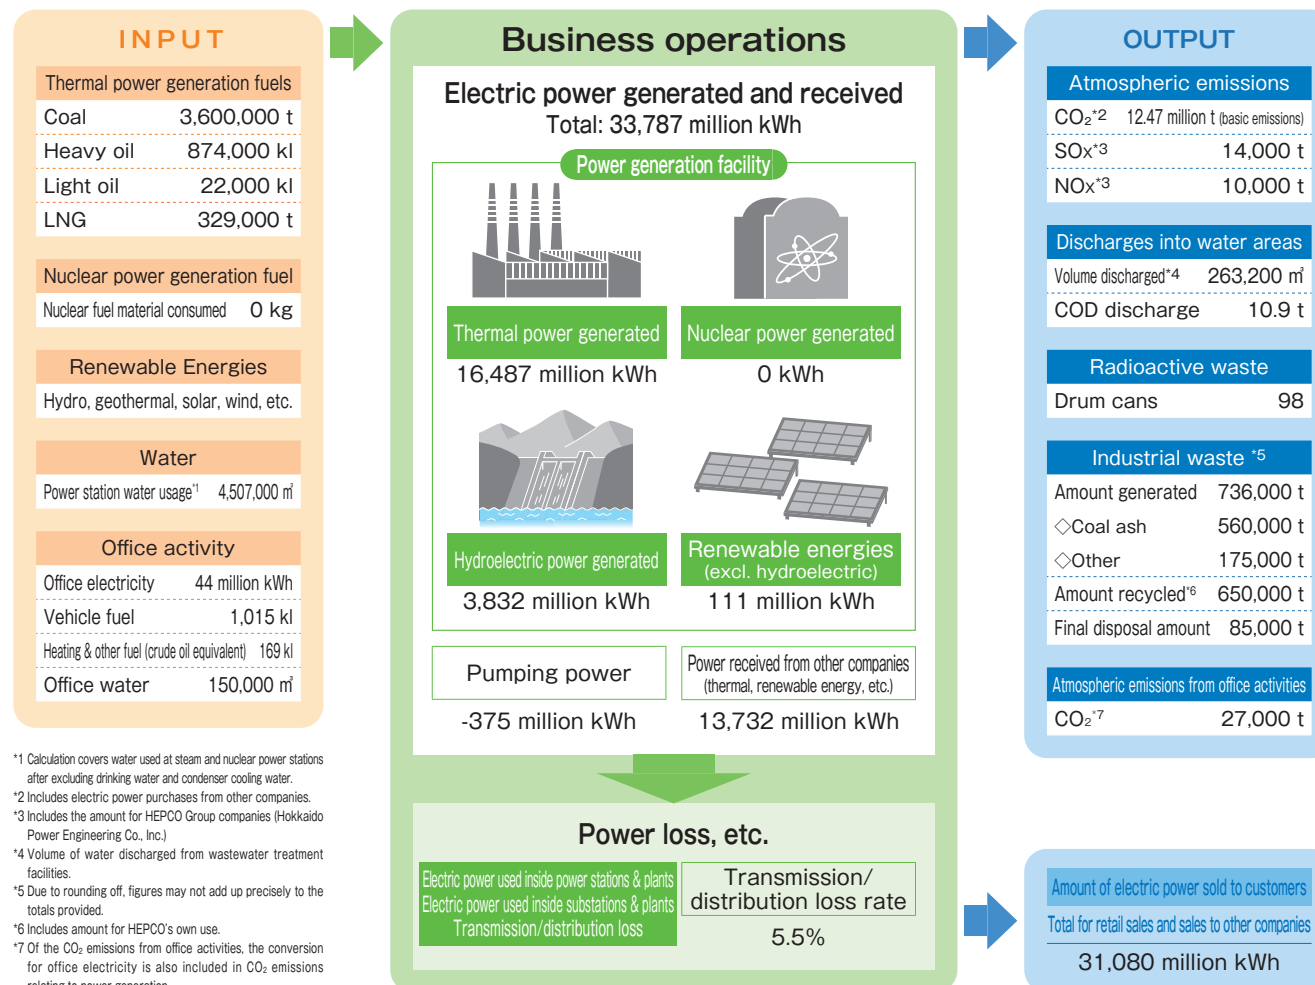 INPUT
Thermal power generation fuels
Coal 3,600,000 t
Heavy oil 874,000 kl
Light oil 22,000 kl
LNG 329,000 t
Nuclear power generation fuel
Nuclear fuel material consumed 0 kg
Renewable Energies
Hydro, geothermal, solar, wind, etc.
Water
Power station water usage*1 4,507,000 ㎥
Office activity
Office electricity 44 million kWh
Vehicle fuel 1,015 kl
Heating & other fuel (crude oil equivalent) 169 kl
Office water 150,000 ㎥
*1 Calculation covers water used at steam and nuclear power stations
after excluding drinking water and condenser cooling water.
*2 Includes electric power purchases from other companies.
*3 Includes the amount for HEPCO Group companies (Hokkaido
Power Engineering Co., Inc.)
*4 Volume of water discharged from wastewater treatment
facilities.
*5 Due to rounding off, figures may not add up precisely to the
totals provided.
*6 Includes amount for HEPCO's own use.
*7 Of the CO₂ emissions from office activities, the conversion
for office electricity is also included in CO₂ emissions
relating to power generation.
Business operations
Electric power generated and received
Total: 33,787 million kWh
Power generation facility
Thermal power generated
16,487 million kWh
Nuclear power generated
0 kWh
Hydroelectric power generated
3,832 million kWh
Renewable energies
(excl. hydroelectric)
111 million kWh
Pumping power
-375 million kWh
Power received from other companies
(thermal, renewable energy, etc.)
13,732 million kWh
Power loss, etc.
Electric power used inside power stations & plants
Electric power used inside substations & plants
Transmission/distribution loss
Transmission/
distribution loss rate
5.5%
OUTPUT
Atmospheric emissions
CO₂*2 12.47 million t (basic emissions)
SOx*3 14,000 t
NOx*3 10,000 t
Discharges into water areas
Volume discharged*4 263,200 ㎥
COD discharge 10.9 t
Radioactive waste
Drum cans 98
Industrial waste *5
Amount generated 736,000 t
◇Coal ash 560,000 t
◇Other 175,000 t
Amount recycled*6 650,000 t
Final disposal amount 85,000 t
Atmospheric emissions from office activities
CO₂*7 27,000 t
Amount of electric power sold to customers
Total for retail sales and sales to other companies
31,080 million kWh